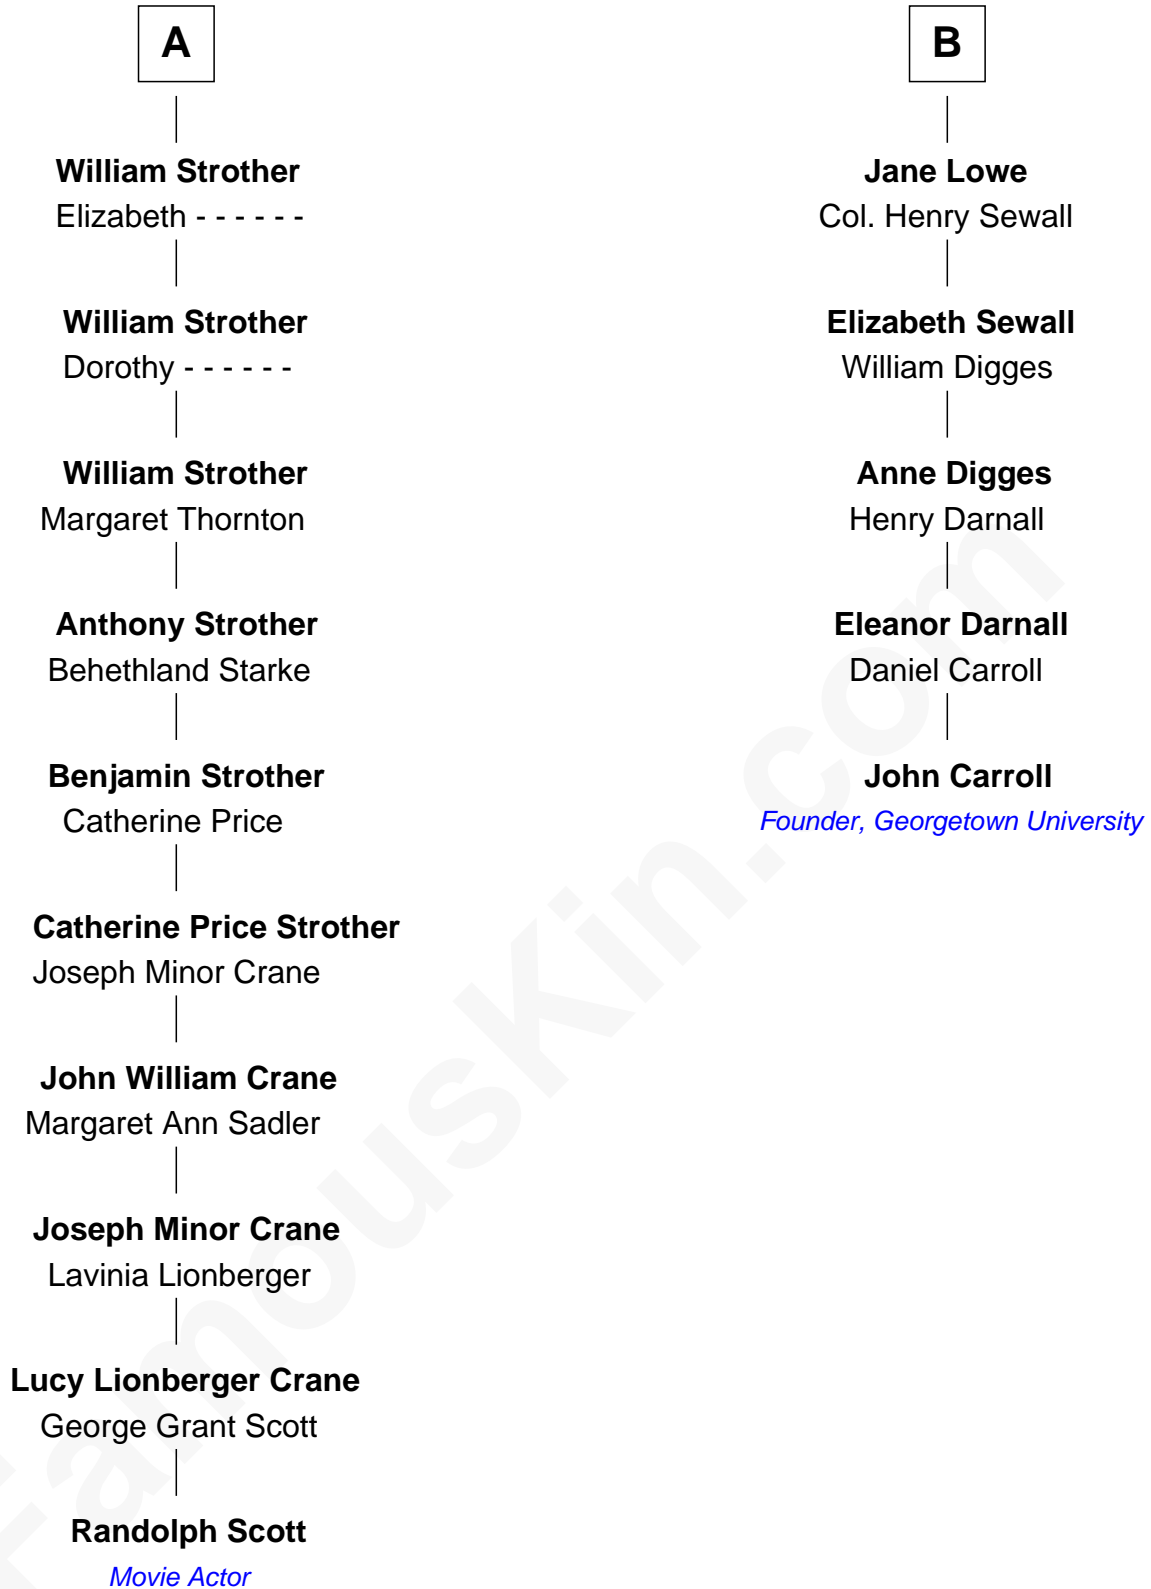 A
William Strother
Elizabeth - - - - - -
William Strother
Dorothy - - - - - -
William Strother
Margaret Thornton
Anthony Strother
Behethland Starke
Benjamin Strother
Catherine Price
Catherine Price Strother
Joseph Minor Crane
John William Crane
Margaret Ann Sadler
Joseph Minor Crane
Lavinia Lionberger
Lucy Lionberger Crane
George Grant Scott
Randolph Scott
Movie Actor
B
Jane Lowe
Col. Henry Sewall
Elizabeth Sewall
William Digges
Anne Digges
Henry Darnall
Eleanor Darnall
Daniel Carroll
John Carroll
Founder, Georgetown University
FamousKin.com